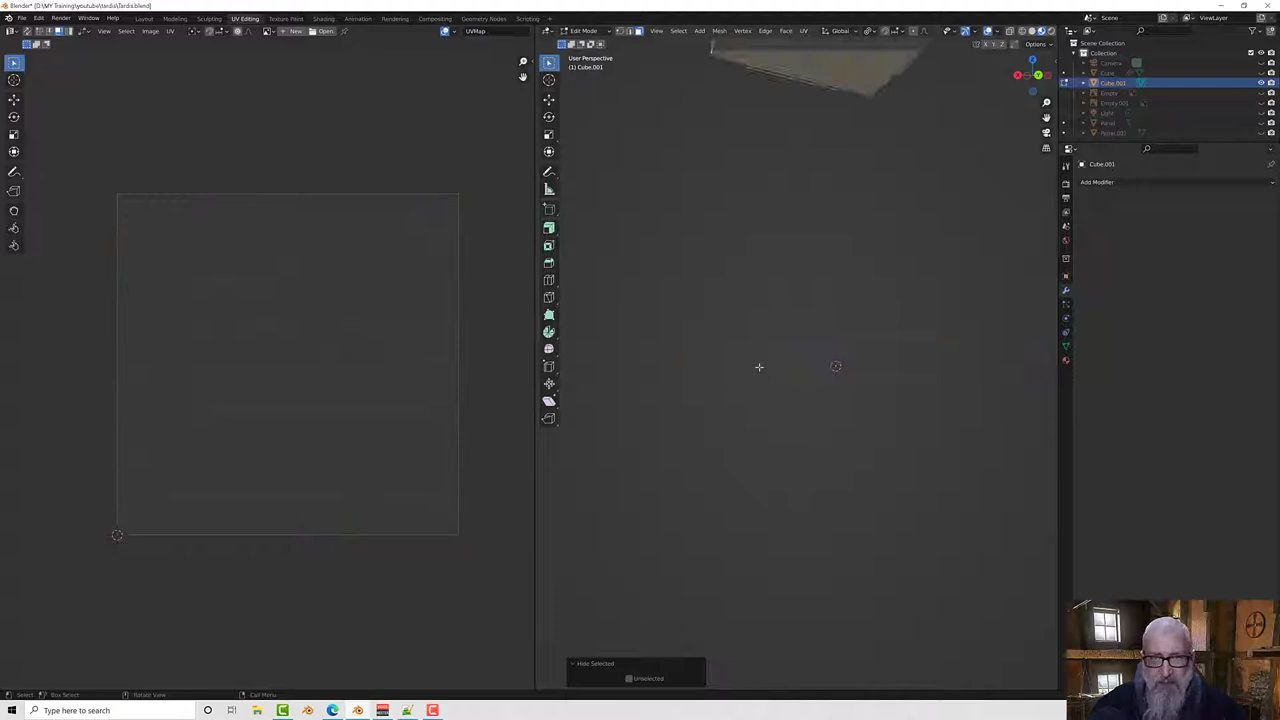 Blender* [D:\MY Training\youtube\tardis\Tardis.blend]
File Edit Render Window Help Layout Modeling Sculpting UV Editing Texture Paint Shading Animation Rendering Compositing Geometry Nodes Scripting Scene ViewLayer
View Select Image UV New Open UVMap Edit Mode View Select Add Mesh Vertex Edge Face UV Global
X Y Z Options
Scene Collection
Collection
Camera
Cube
Cube.001
Empty
Empty.001
Light
Panel
Panel.001
User Perspective
(1) Cube.001
Cube.001
Add Modifier
Hide Selected
Unselected
Select Box Select Rotate View Call Menu
Type here to search